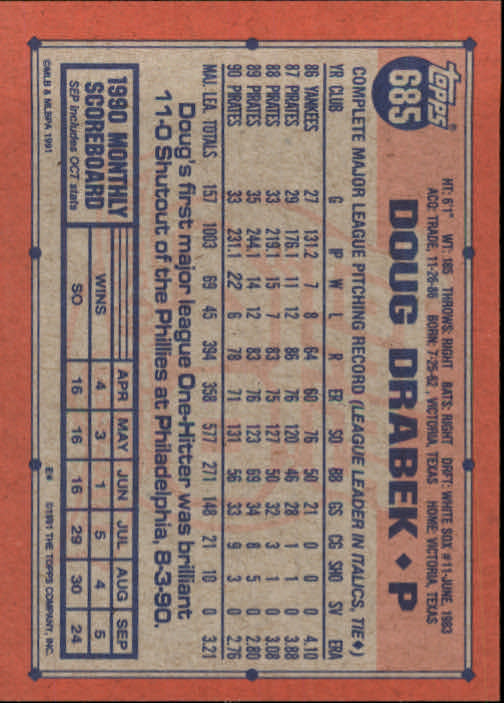 topps®
685
HT: 6'1" WT: 185 THROWS: RIGHT BATS: RIGHT DRFT: WHITE SOX #11-JUNE, 1983
ACQ: TRADE, 11-26-86 BORN: 7-25-62, VICTORIA, TEXAS HOME: VICTORIA, TEXAS
DOUG DRABEK ♦ P
COMPLETE MAJOR LEAGUE PITCHING RECORD (LEAGUE LEADER IN ITALICS, TIE♦)
YR CLUB G IP W L R ER SO BB GS CG SHO SV ERA
86 YANKEES 27 131.2 7 8 64 60 76 50 21 0 0 0 4.10
87 PIRATES 29 176.1 11 12 86 76 120 46 28 1 1 0 3.88
88 PIRATES 33 219.1 15 7 83 75 127 50 32 3 1 0 3.08
89 PIRATES 35 244.1 14 12 83 76 123 69 34 8 5 0 2.80
90 PIRATES 33 231.1 22 6 78 71 131 56 33 9 3 0 2.76
MAJ. LEA. TOTALS 157 1003 69 45 394 358 577 271 148 21 10 0 3.21
Doug's first major league One-Hitter was brilliant
11-0 Shutout of the Phillies at Philadelphia, 8-3-90.
1990 MONTHLY
SCOREBOARD
SEP includes OCT stats
APR MAY JUN JUL AUG SEP
WINS 4 3 1 5 4 5
SO 16 16 16 29 30 24
©MLB & MLBPA 1991
E* ©1991 THE TOPPS COMPANY, INC.